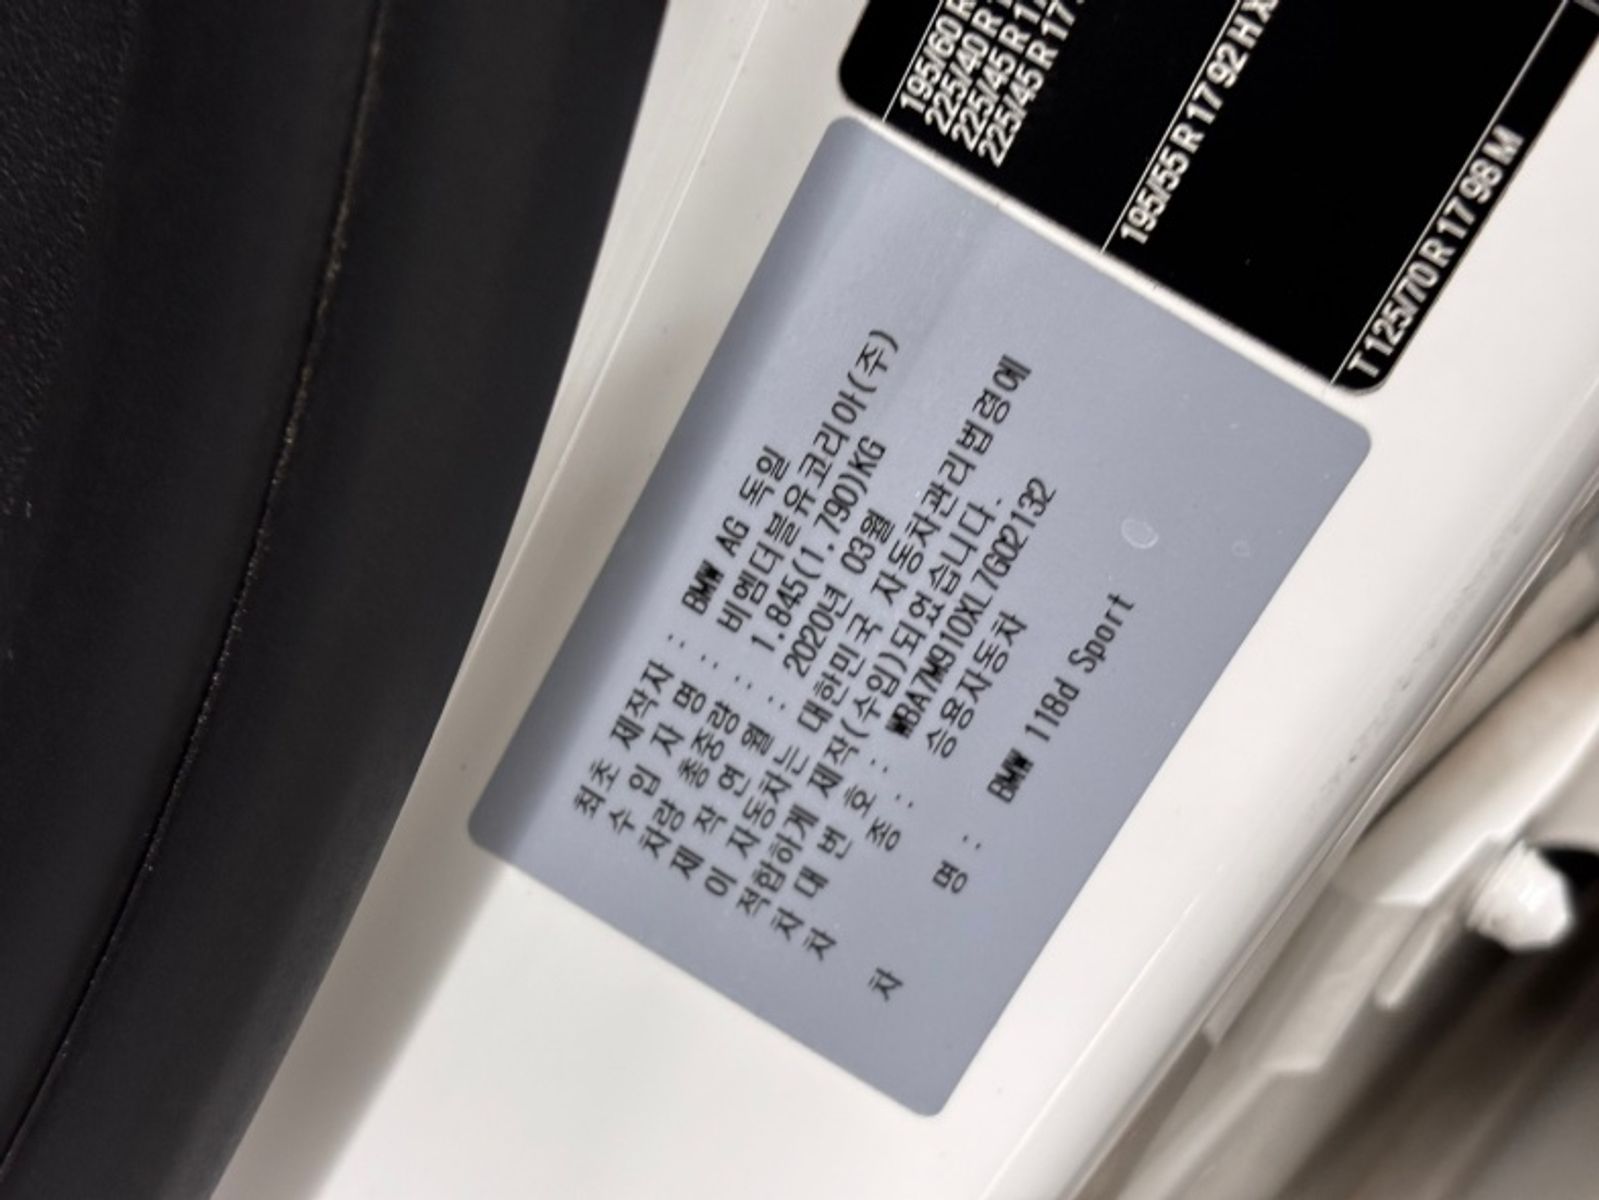 195/60 R
225/40 R 1
225/45 R 17
225/45 R 17
195/55 R 17 92 H X
T 125/70 R 17 98 M
최초 제작자 : BMW AG 독일
수 입 자 명 : 비엠더블유코리아(주)
차량 총중량 : 1.845(1.790)KG
제 작 연 월 : 2020년 03월
이 자동차는 대한민국 자동차관리법령에
적합하게 제작(수입)되었습니다.
차 대 번 호 : WBA7M910XL7G02132
차 종 : 승용자동차
차 명 : BMW 118d Sport